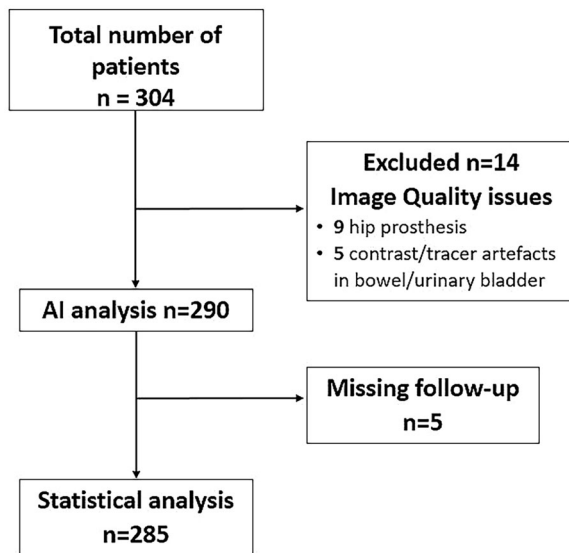 Total number of
patients
n = 304
Excluded n=14
Image Quality issues
• 9 hip prosthesis
• 5 contrast/tracer artefacts
in bowel/urinary bladder
AI analysis n=290
Missing follow-up
n=5
Statistical analysis
n=285